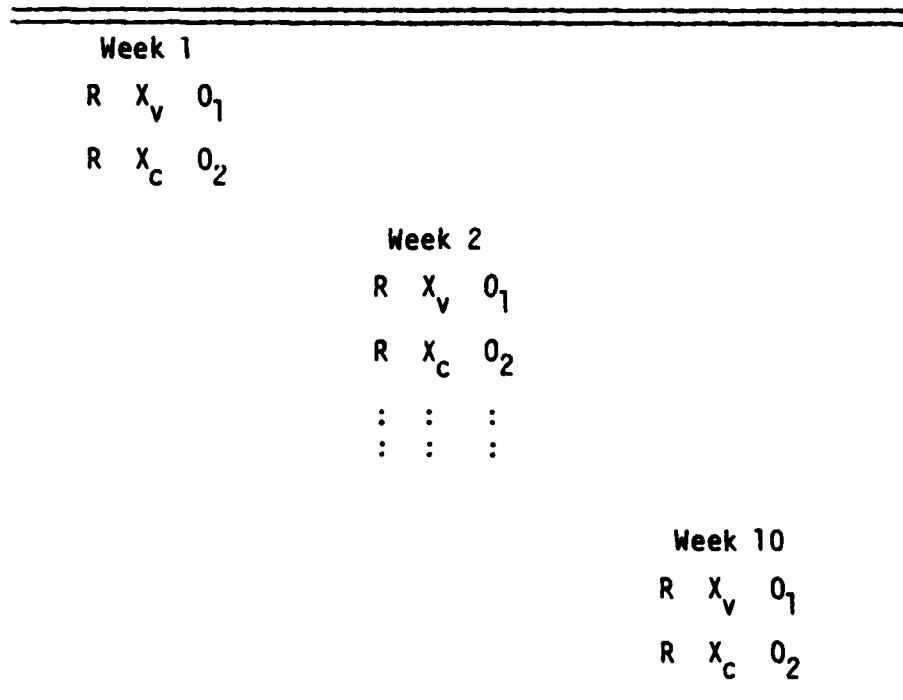 Week 1
R X_v O_1
R X_c O_2
Week 2
R X_v O_1
R X_c O_2
: : :
: : :
Week 10
R X_v O_1
R X_c O_2